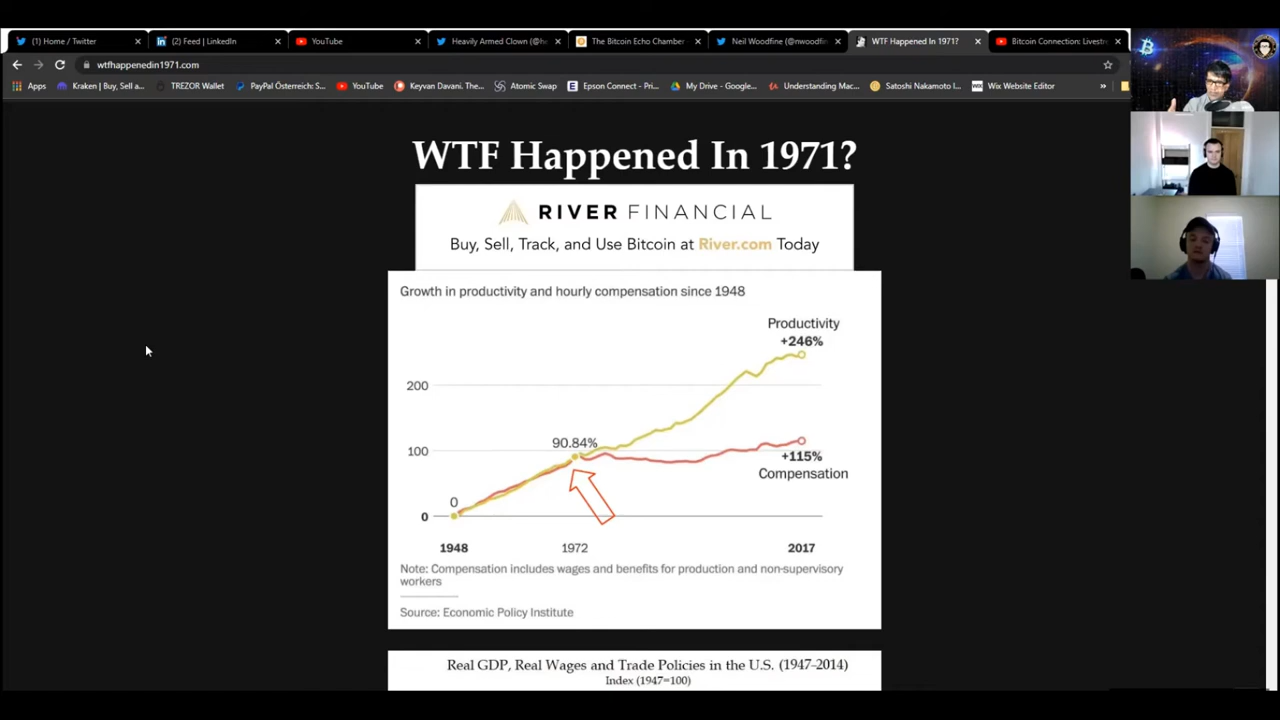 (1) Home / Twitter
(2) Feed | LinkedIn
YouTube
Heavily Armed Clown (@he
The Bitcoin Echo Chamber
Neil Woodfine (@nwoodfin
WTF Happened In 1971?
Bitcoin Connection: Livestre
wtfhappenedin1971.com
Apps
Kraken | Buy, Sell a...
TREZOR Wallet
PayPal Österreich: S...
YouTube
Keyvan Davani. The...
Atomic Swap
Epson Connect - Pri...
My Drive - Google...
Understanding Mac...
Satoshi Nakamoto I...
WIX
Wix Website Editor
WTF Happened In 1971?
RIVER FINANCIAL
Buy, Sell, Track, and Use Bitcoin at River.com Today
Growth in productivity and hourly compensation since 1948
Productivity
+246%
200
90.84%
100
+115%
Compensation
0
0
1948
1972
2017
Note: Compensation includes wages and benefits for production and non-supervisory
workers
Source: Economic Policy Institute
Real GDP, Real Wages and Trade Policies in the U.S. (1947-2014)
Index (1947=100)